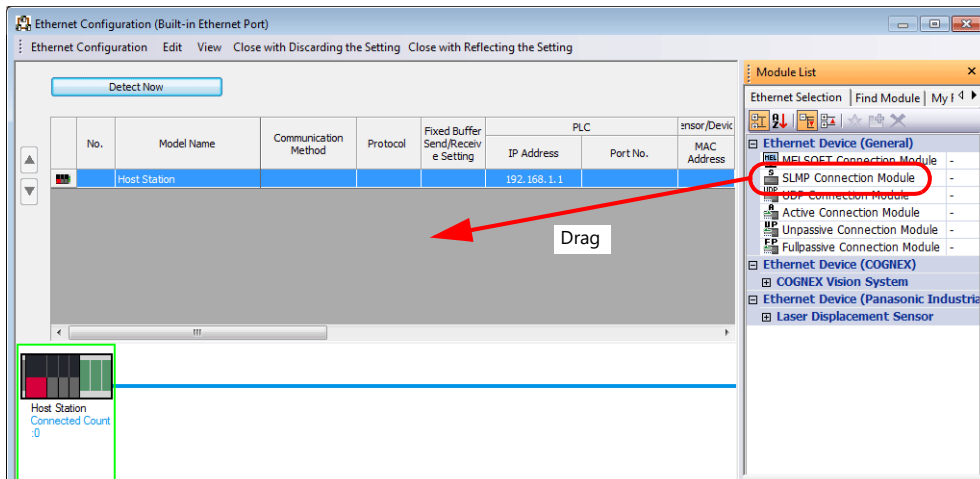 Ethernet Configuration (Built-in Ethernet Port)
Ethernet Configuration Edit View Close with Discarding the Setting Close with Reflecting the Setting
Detect Now
No.
Model Name
Communication
Method
Protocol
Fixed Buffer
Send/Receiv
e Setting
PLC
IP Address
Port No.
ensor/Devic
MAC
Address
Host Station
192.168.1.1
Drag
Host Station
Connected Count
:0
Module List
Ethernet Selection Find Module My F
Ethernet Device (General)
MELSOFT Connection Module -
SLMP Connection Module -
UDP Connection Module -
Active Connection Module -
Unpassive Connection Module -
Fullpassive Connection Module -
Ethernet Device (COGNEX)
COGNEX Vision System
Ethernet Device (Panasonic Industria
Laser Displacement Sensor